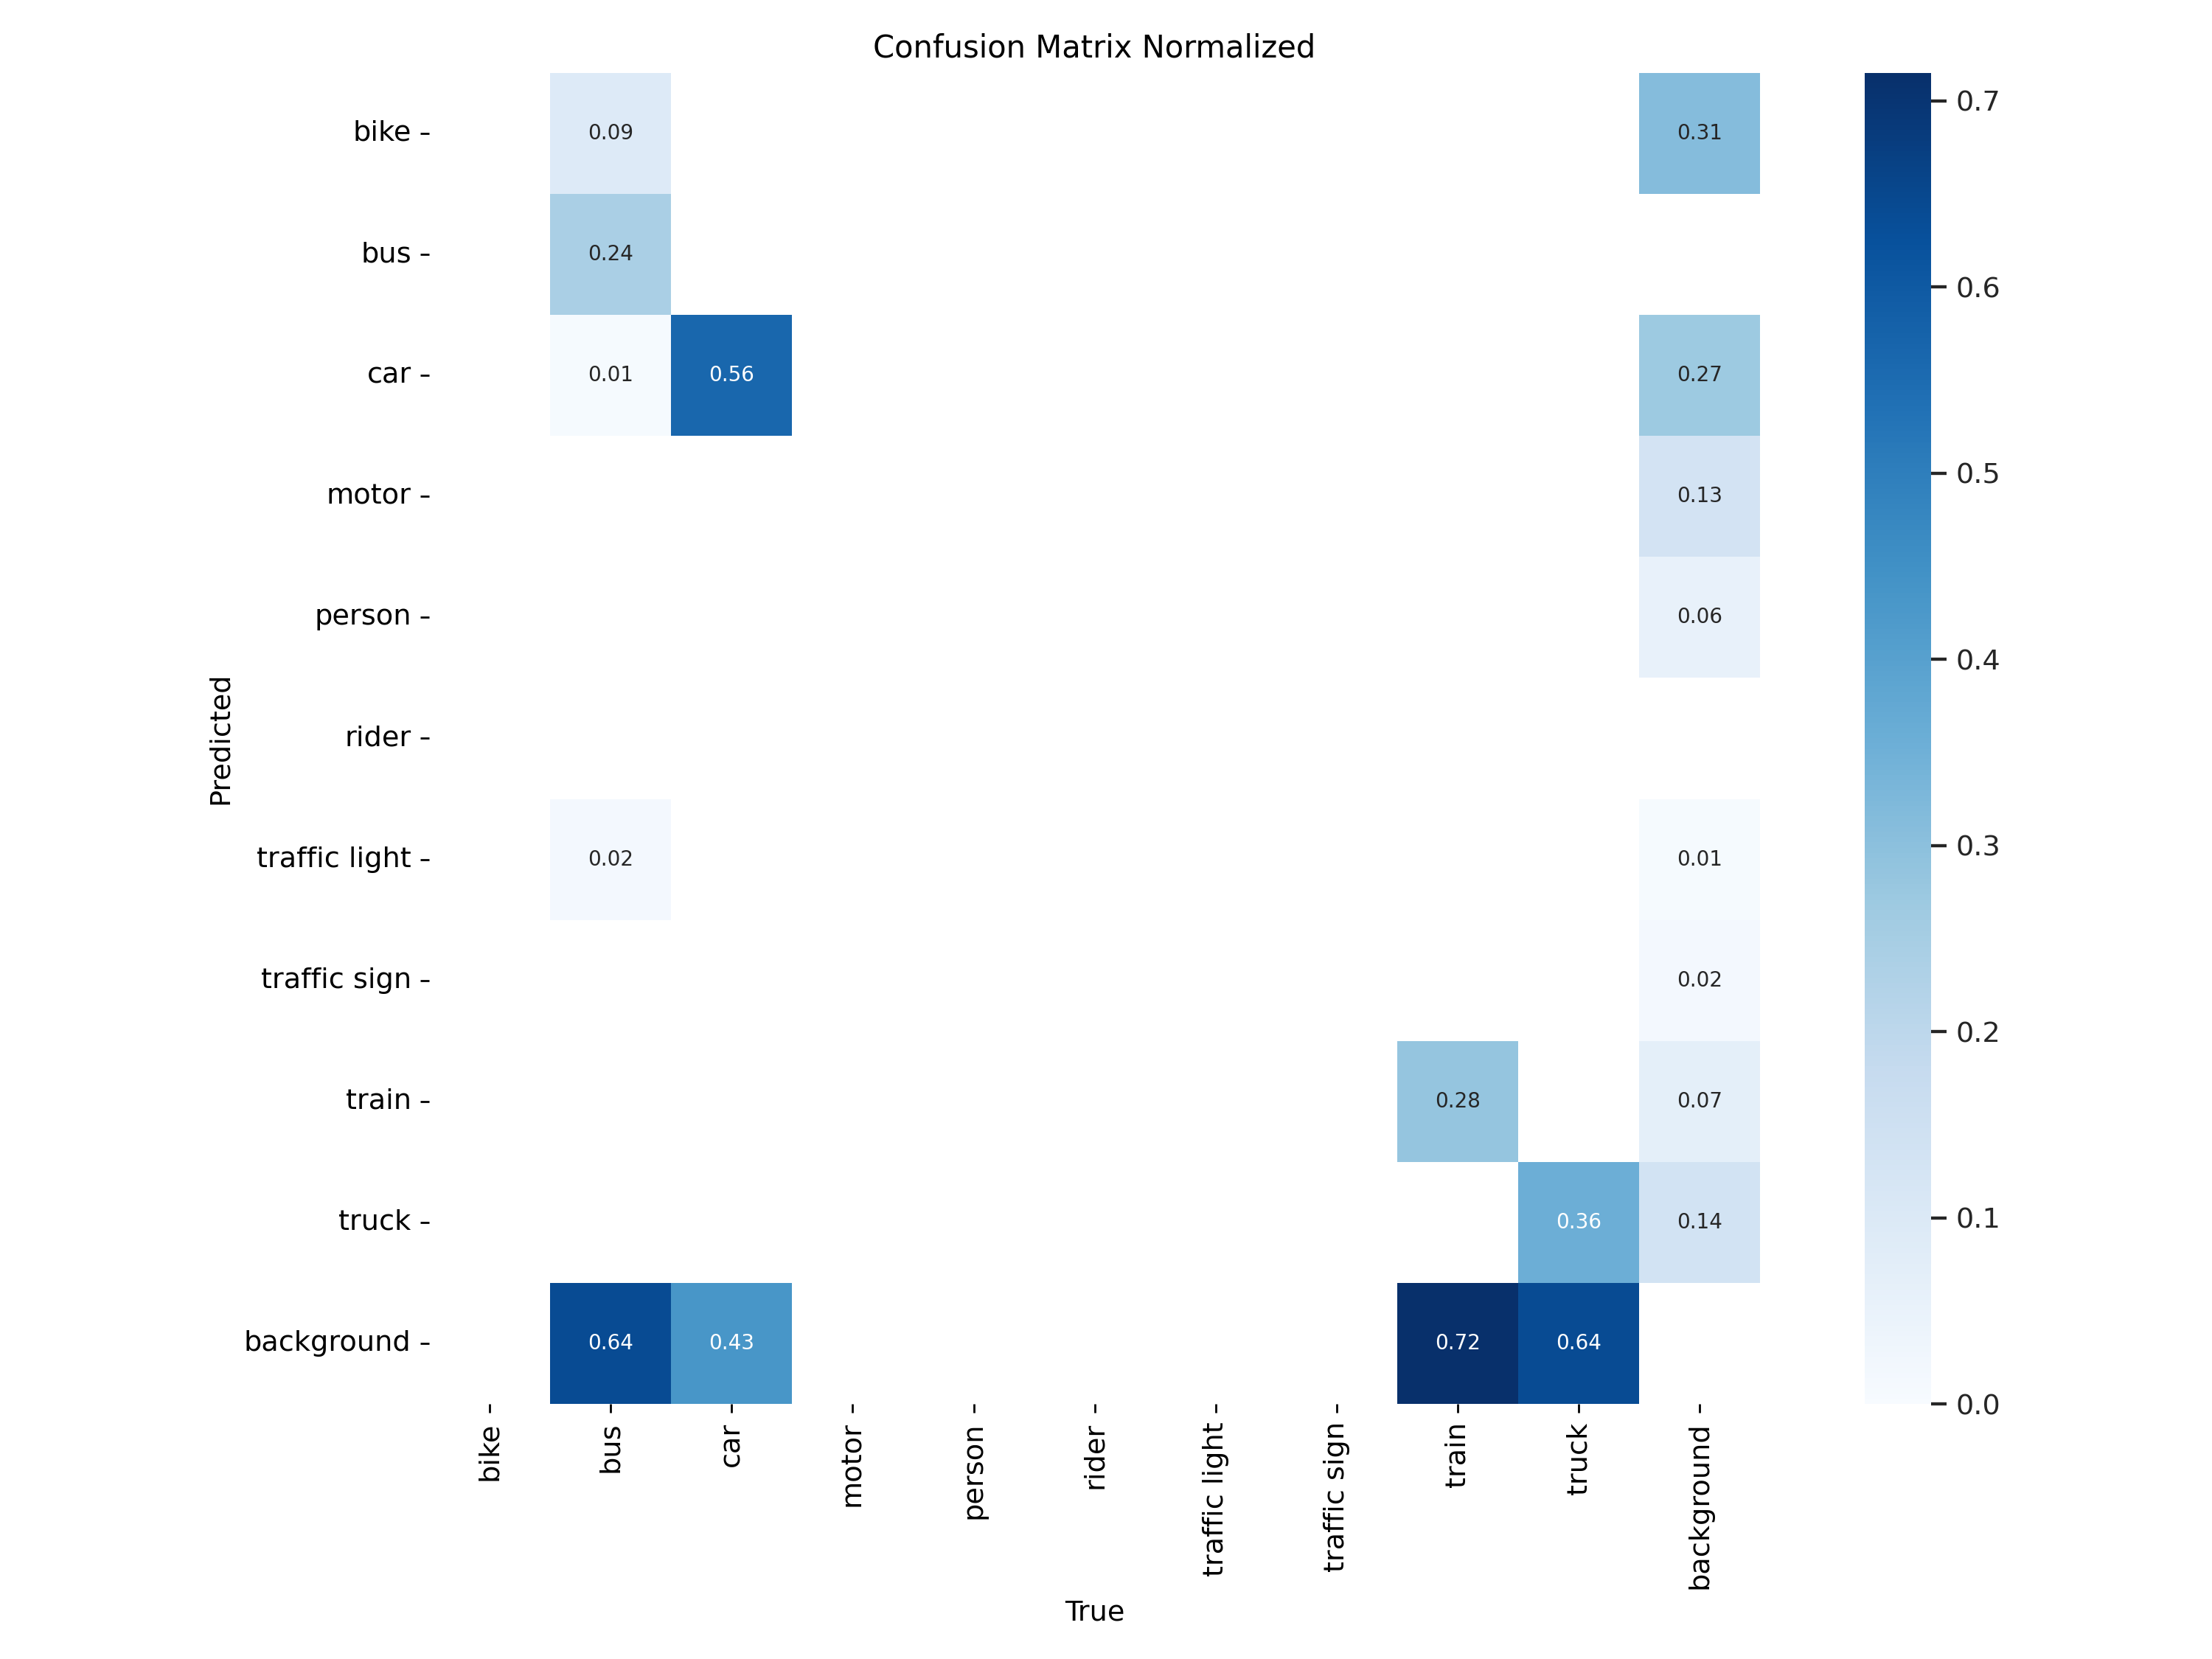 Confusion Matrix Normalized
bike 0.09 0.31 0.7
bus 0.24 0.6
car 0.01 0.56 0.27 0.5
motor 0.13
person 0.06 0.4
rider
traffic light 0.02 0.01 0.3
traffic sign 0.02 0.2
train 0.28 0.07
truck 0.36 0.14 0.1
background 0.64 0.43 0.72 0.64 0.0
Predicted
bike bus car motor person rider traffic light traffic sign train truck background
True